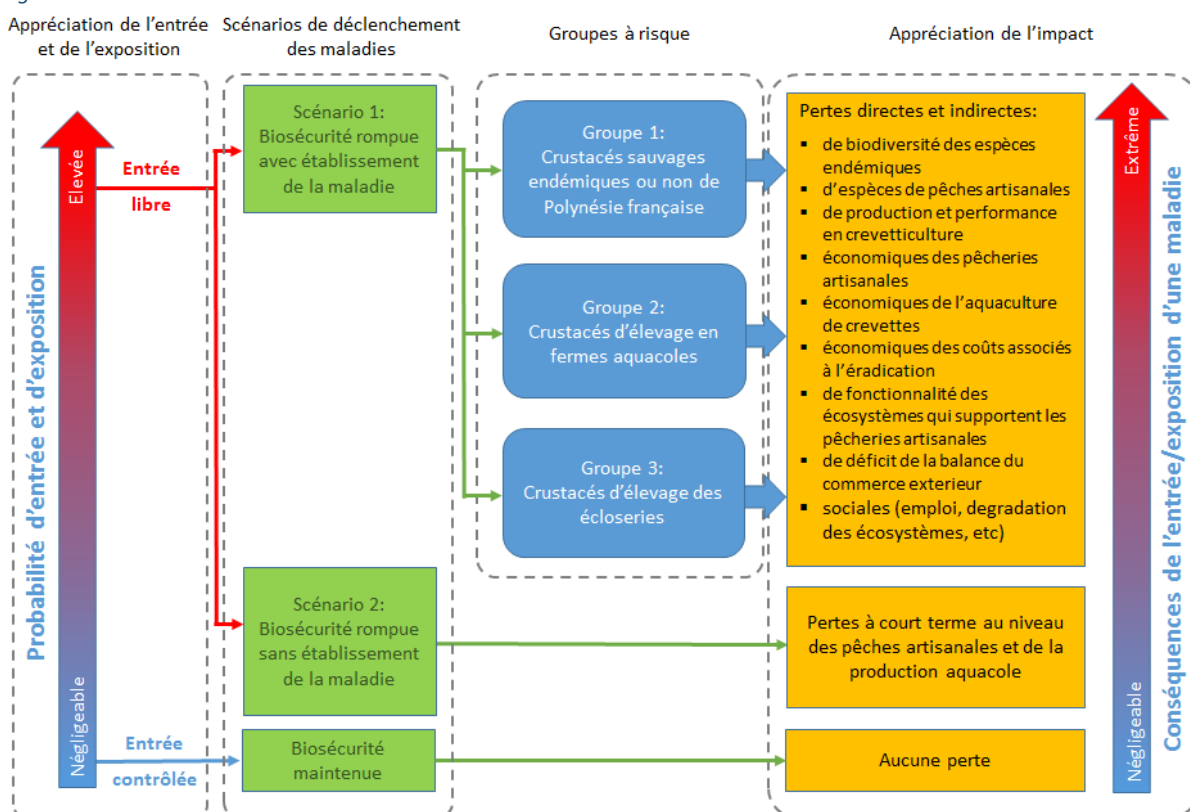 Appréciation de l'entrée
et de l'exposition
Scénarios de déclenchement
des maladies
Groupes à risque
Appréciation de l'impact
Probabilité d'entrée et d'exposition
Elevée
Négligeable
Entrée
libre
Entrée
contrôlée
Scénario 1:
Biosécurité rompue
avec établissement
de la maladie
Scénario 2:
Biosécurité rompue
sans établissement
de la maladie
Biosécurité
maintenue
Groupe 1:
Crustacés sauvages
endémiques ou non de
Polynésie française
Groupe 2:
Crustacés d'élevage en
fermes aquacoles
Groupe 3:
Crustacés d'élevage des
écloseries
Pertes directes et indirectes:
▪ de biodiversité des espèces
endémiques
▪ d'espèces de pêches artisanales
▪ de production et performance
en crevetticulture
▪ économiques des pêcheries
artisanales
▪ économiques de l'aquaculture
de crevettes
▪ économiques des coûts associés
à l'éradication
▪ de fonctionnalité des
écosystèmes qui supportent les
pêcheries artisanales
▪ de déficit de la balance du
commerce exterieur
▪ sociales (emploi, degradation
des écosystèmes, etc)
Pertes à court terme au niveau
des pêches artisanales et de la
production aquacole
Aucune perte
Extrême
Négligeable
Conséquences de l'entrée/exposition d'une maladie